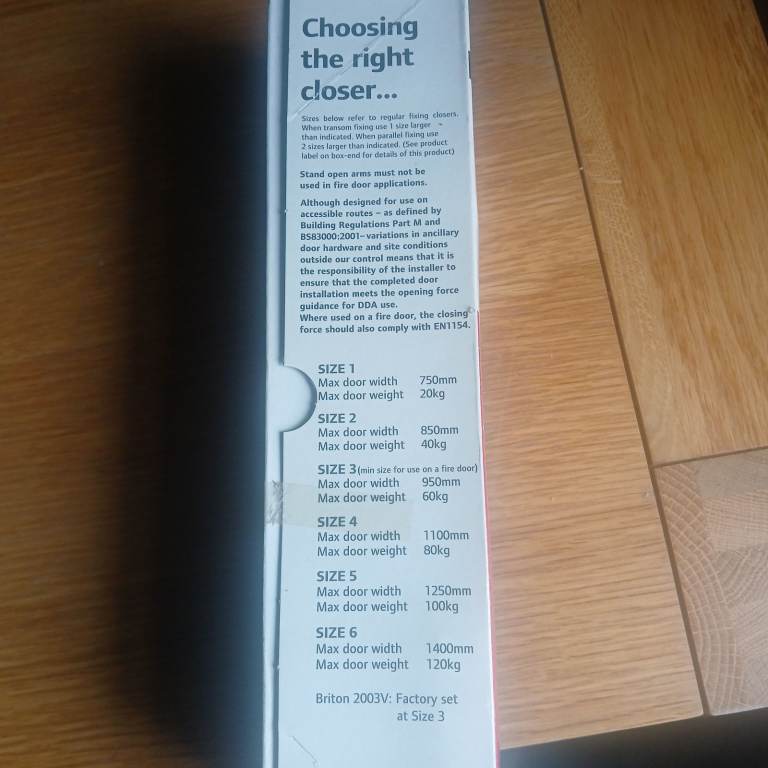 Choosing
the right
closer...
Sizes below refer to regular fixing closers.
When transom fixing use 1 size larger
than indicated. When parallel fixing use
2 sizes larger than indicated. (See product
label on box-end for details of this product)
Stand open arms must not be
used in fire door applications.
Although designed for use on
accessible routes – as defined by
Building Regulations Part M and
BS83000:2001–variations in ancillary
door hardware and site conditions
outside our control means that it is
the responsibility of the installer to
ensure that the completed door
installation meets the opening force
guidance for DDA use.
Where used on a fire door, the closing
force should also comply with EN1154.
SIZE 1
Max door width 750mm
Max door weight 20kg
SIZE 2
Max door width 850mm
Max door weight 40kg
SIZE 3 (min size for use on a fire door)
Max door width 950mm
Max door weight 60kg
SIZE 4
Max door width 1100mm
Max door weight 80kg
SIZE 5
Max door width 1250mm
Max door weight 100kg
SIZE 6
Max door width 1400mm
Max door weight 120kg
Briton 2003V: Factory set
at Size 3